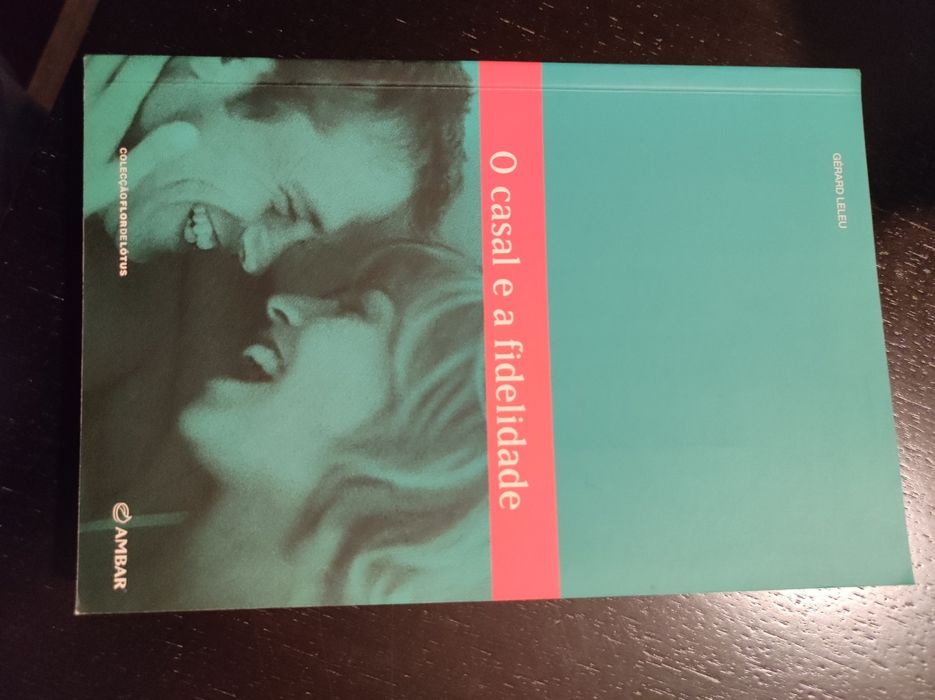 GÉRARD LELEU
O casal e a fidelidade
COLECÇÃO FLOR DE LÓTUS
AMBAR